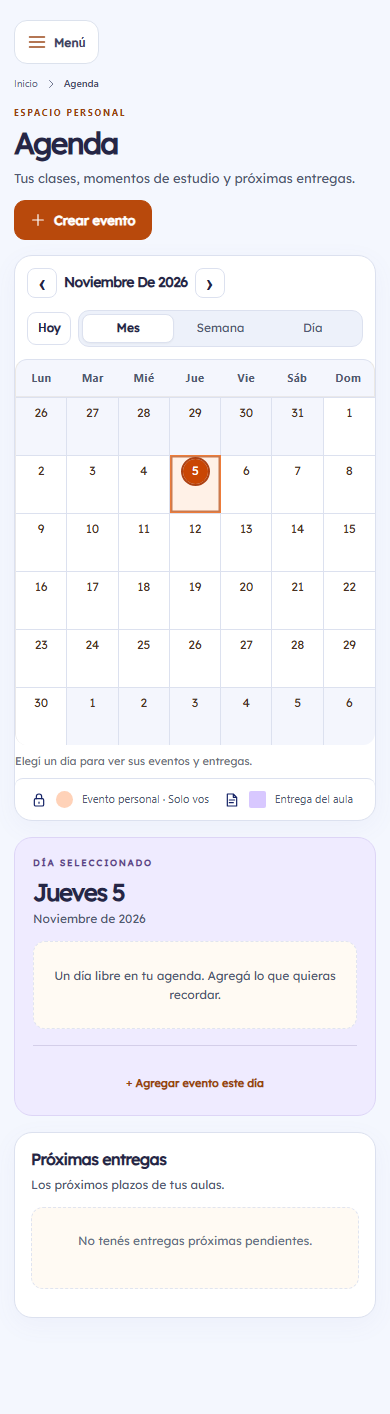 Menú
Inicio > Agenda
ESPACIO PERSONAL
Agenda
Tus clases, momentos de estudio y próximas entregas.
+ Crear evento
‹ Noviembre De 2026 ›
Hoy Mes Semana Día
Lun Mar Mié Jue Vie Sáb Dom
26 27 28 29 30 31 1
2 3 4 5 6 7 8
9 10 11 12 13 14 15
16 17 18 19 20 21 22
23 24 25 26 27 28 29
30 1 2 3 4 5 6
Elegí un día para ver sus eventos y entregas.
Evento personal · Solo vos Entrega del aula
DÍA SELECCIONADO
Jueves 5
Noviembre de 2026
Un día libre en tu agenda. Agregá lo que quieras
recordar.
+ Agregar evento este día
Próximas entregas
Los próximos plazos de tus aulas.
No tenés entregas próximas pendientes.